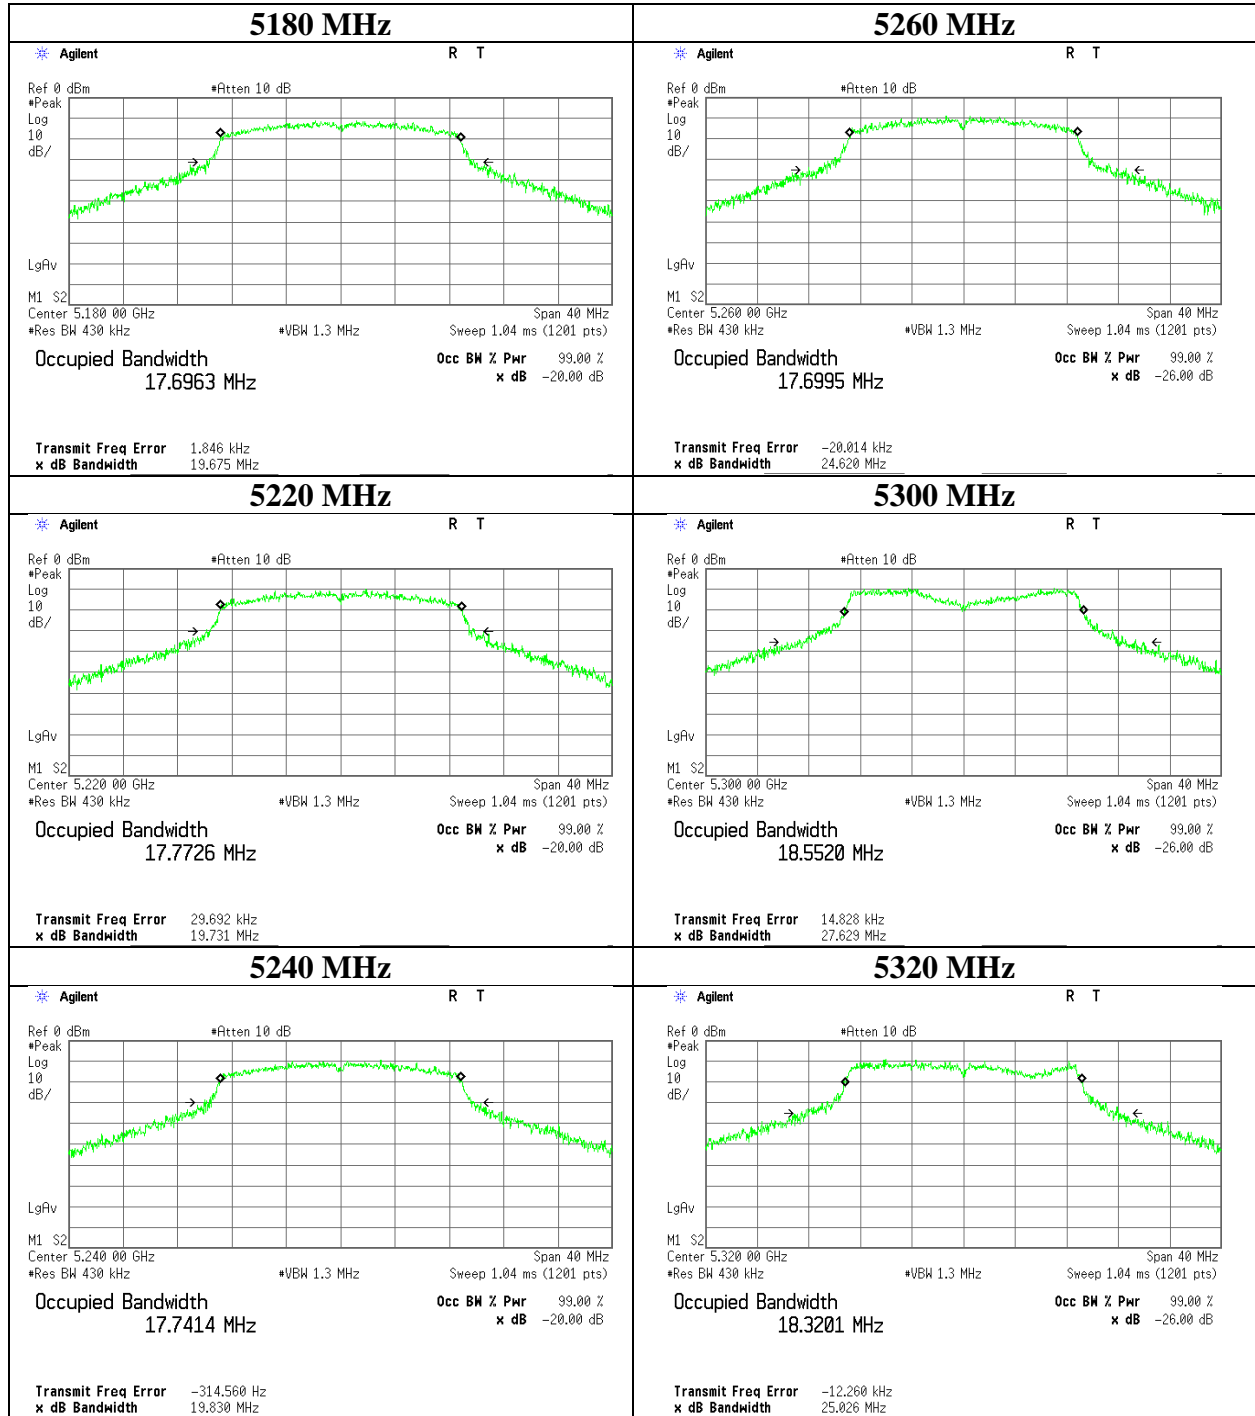 5180 MHz
Agilent R T
Ref 0 dBm #Atten 10 dB
#Peak
Log
10
dB/
LgAv
M1 S2
Center 5.180 00 GHz Span 40 MHz
#Res BW 430 kHz #VBW 1.3 MHz Sweep 1.04 ms (1201 pts)
Occupied Bandwidth Occ BW % Pwr 99.00 %
17.6963 MHz x dB -20.00 dB
Transmit Freq Error 1.846 kHz
x dB Bandwidth 19.675 MHz
5260 MHz
Agilent R T
Ref 0 dBm #Atten 10 dB
#Peak
Log
10
dB/
LgAv
M1 S2
Center 5.260 00 GHz Span 40 MHz
#Res BW 430 kHz #VBW 1.3 MHz Sweep 1.04 ms (1201 pts)
Occupied Bandwidth Occ BW % Pwr 99.00 %
17.6995 MHz x dB -26.00 dB
Transmit Freq Error -20.014 kHz
x dB Bandwidth 24.620 MHz
5220 MHz
Agilent R T
Ref 0 dBm #Atten 10 dB
#Peak
Log
10
dB/
LgAv
M1 S2
Center 5.220 00 GHz Span 40 MHz
#Res BW 430 kHz #VBW 1.3 MHz Sweep 1.04 ms (1201 pts)
Occupied Bandwidth Occ BW % Pwr 99.00 %
17.7726 MHz x dB -20.00 dB
Transmit Freq Error 29.692 kHz
x dB Bandwidth 19.731 MHz
5300 MHz
Agilent R T
Ref 0 dBm #Atten 10 dB
#Peak
Log
10
dB/
LgAv
M1 S2
Center 5.300 00 GHz Span 40 MHz
#Res BW 430 kHz #VBW 1.3 MHz Sweep 1.04 ms (1201 pts)
Occupied Bandwidth Occ BW % Pwr 99.00 %
18.5520 MHz x dB -26.00 dB
Transmit Freq Error 14.828 kHz
x dB Bandwidth 27.629 MHz
5240 MHz
Agilent R T
Ref 0 dBm #Atten 10 dB
#Peak
Log
10
dB/
LgAv
M1 S2
Center 5.240 00 GHz Span 40 MHz
#Res BW 430 kHz #VBW 1.3 MHz Sweep 1.04 ms (1201 pts)
Occupied Bandwidth Occ BW % Pwr 99.00 %
17.7414 MHz x dB -20.00 dB
Transmit Freq Error -314.560 Hz
x dB Bandwidth 19.830 MHz
5320 MHz
Agilent R T
Ref 0 dBm #Atten 10 dB
#Peak
Log
10
dB/
LgAv
M1 S2
Center 5.320 00 GHz Span 40 MHz
#Res BW 430 kHz #VBW 1.3 MHz Sweep 1.04 ms (1201 pts)
Occupied Bandwidth Occ BW % Pwr 99.00 %
18.3201 MHz x dB -26.00 dB
Transmit Freq Error -12.260 kHz
x dB Bandwidth 25.026 MHz